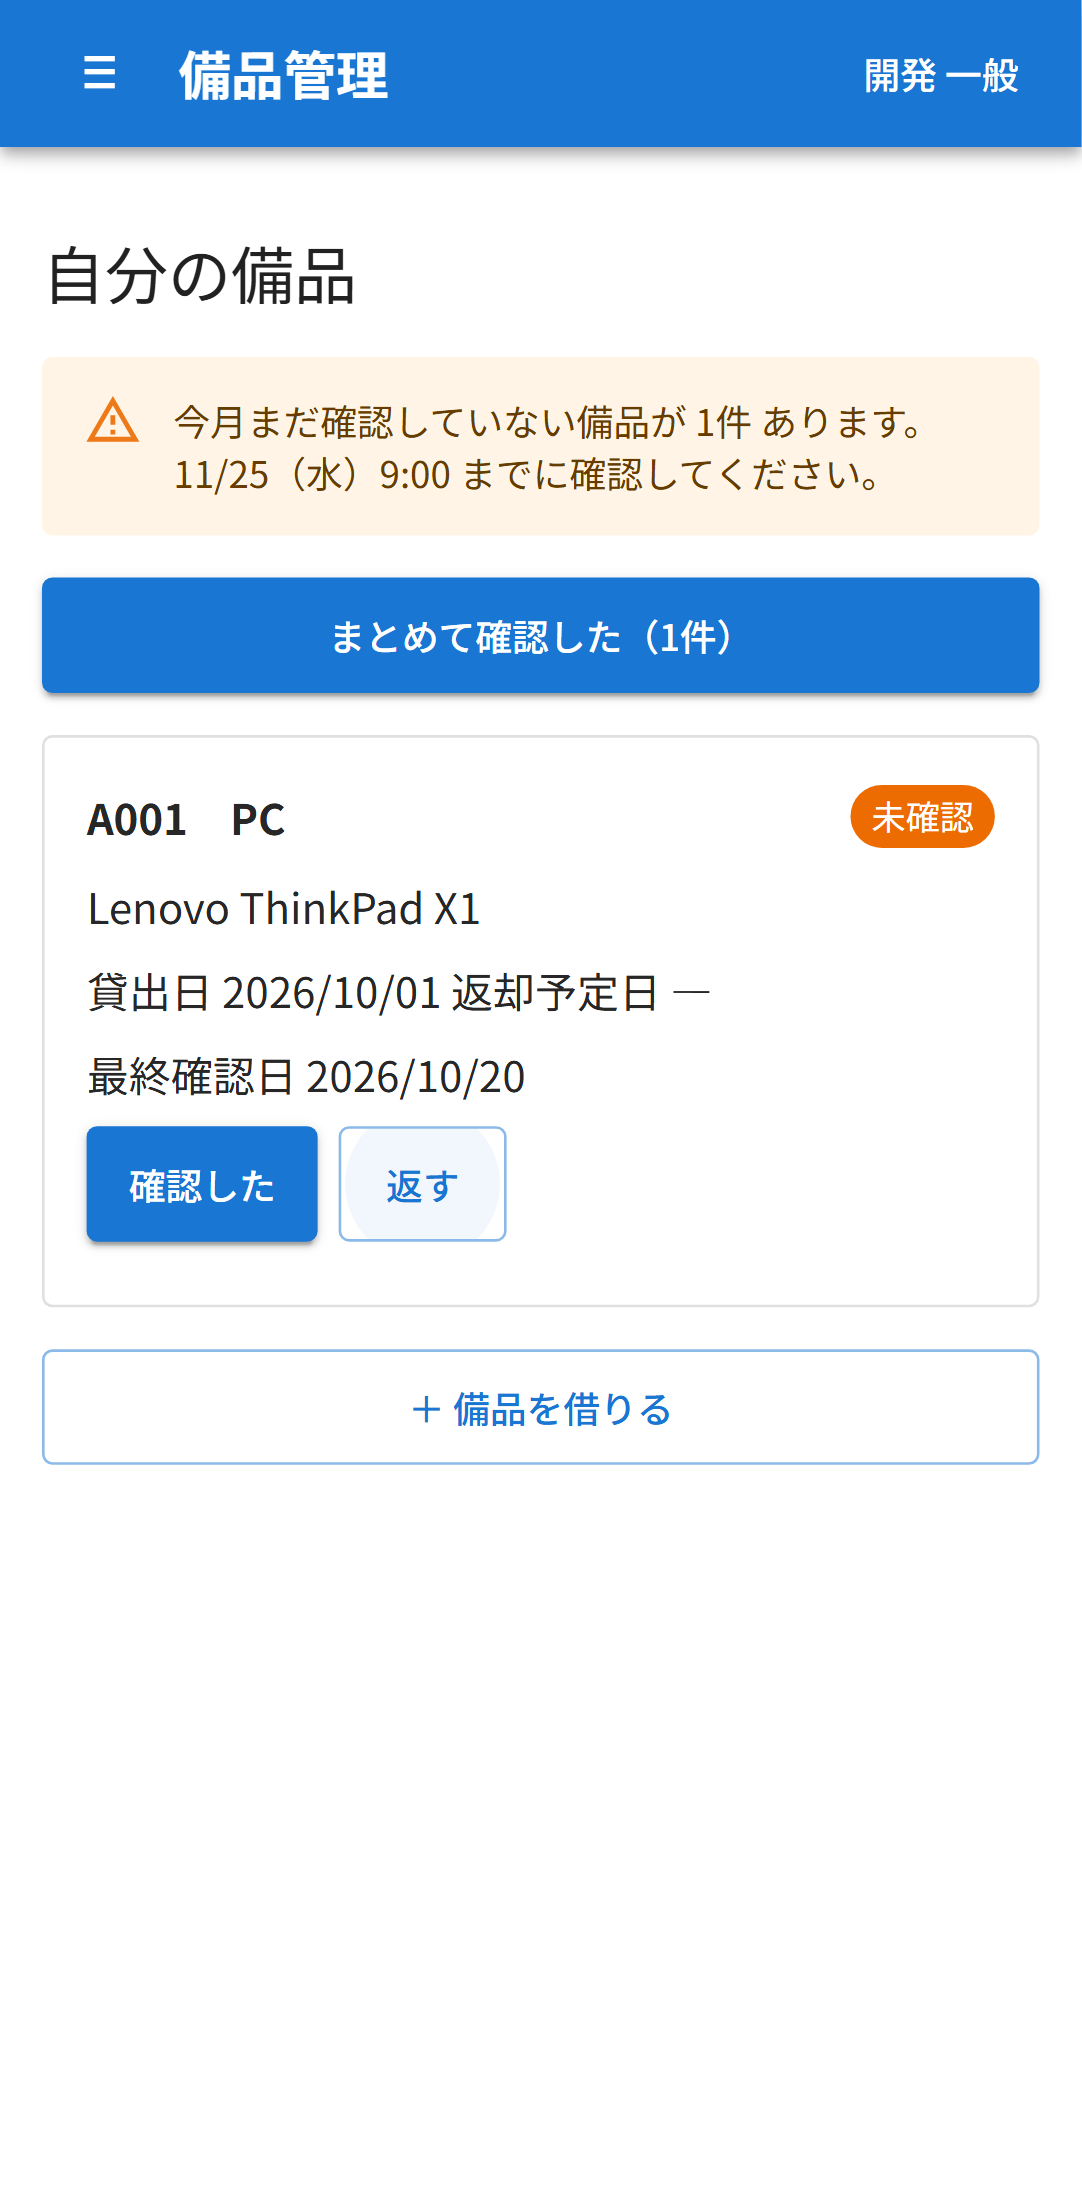 備品管理
開発 一般
自分の備品
今月まだ確認していない備品が 1件 あります。
11/25（水）9:00 までに確認してください。
まとめて確認した（1件）
A001　PC
未確認
Lenovo ThinkPad X1
貸出日 2026/10/01 返却予定日 —
最終確認日 2026/10/20
確認した
返す
＋ 備品を借りる